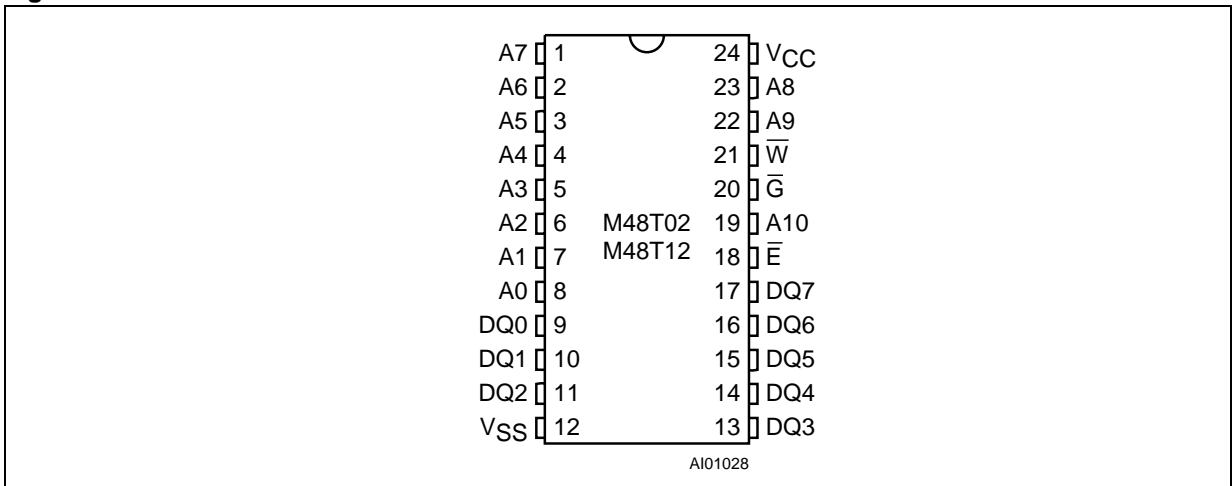 A7 1 24 VCC
A6 2 23 A8
A5 3 22 A9
A4 4 21 W̅
A3 5 20 G̅
A2 6 M48T02 19 A10
A1 7 M48T12 18 E̅
A0 8 17 DQ7
DQ0 9 16 DQ6
DQ1 10 15 DQ5
DQ2 11 14 DQ4
VSS 12 13 DQ3
AI01028